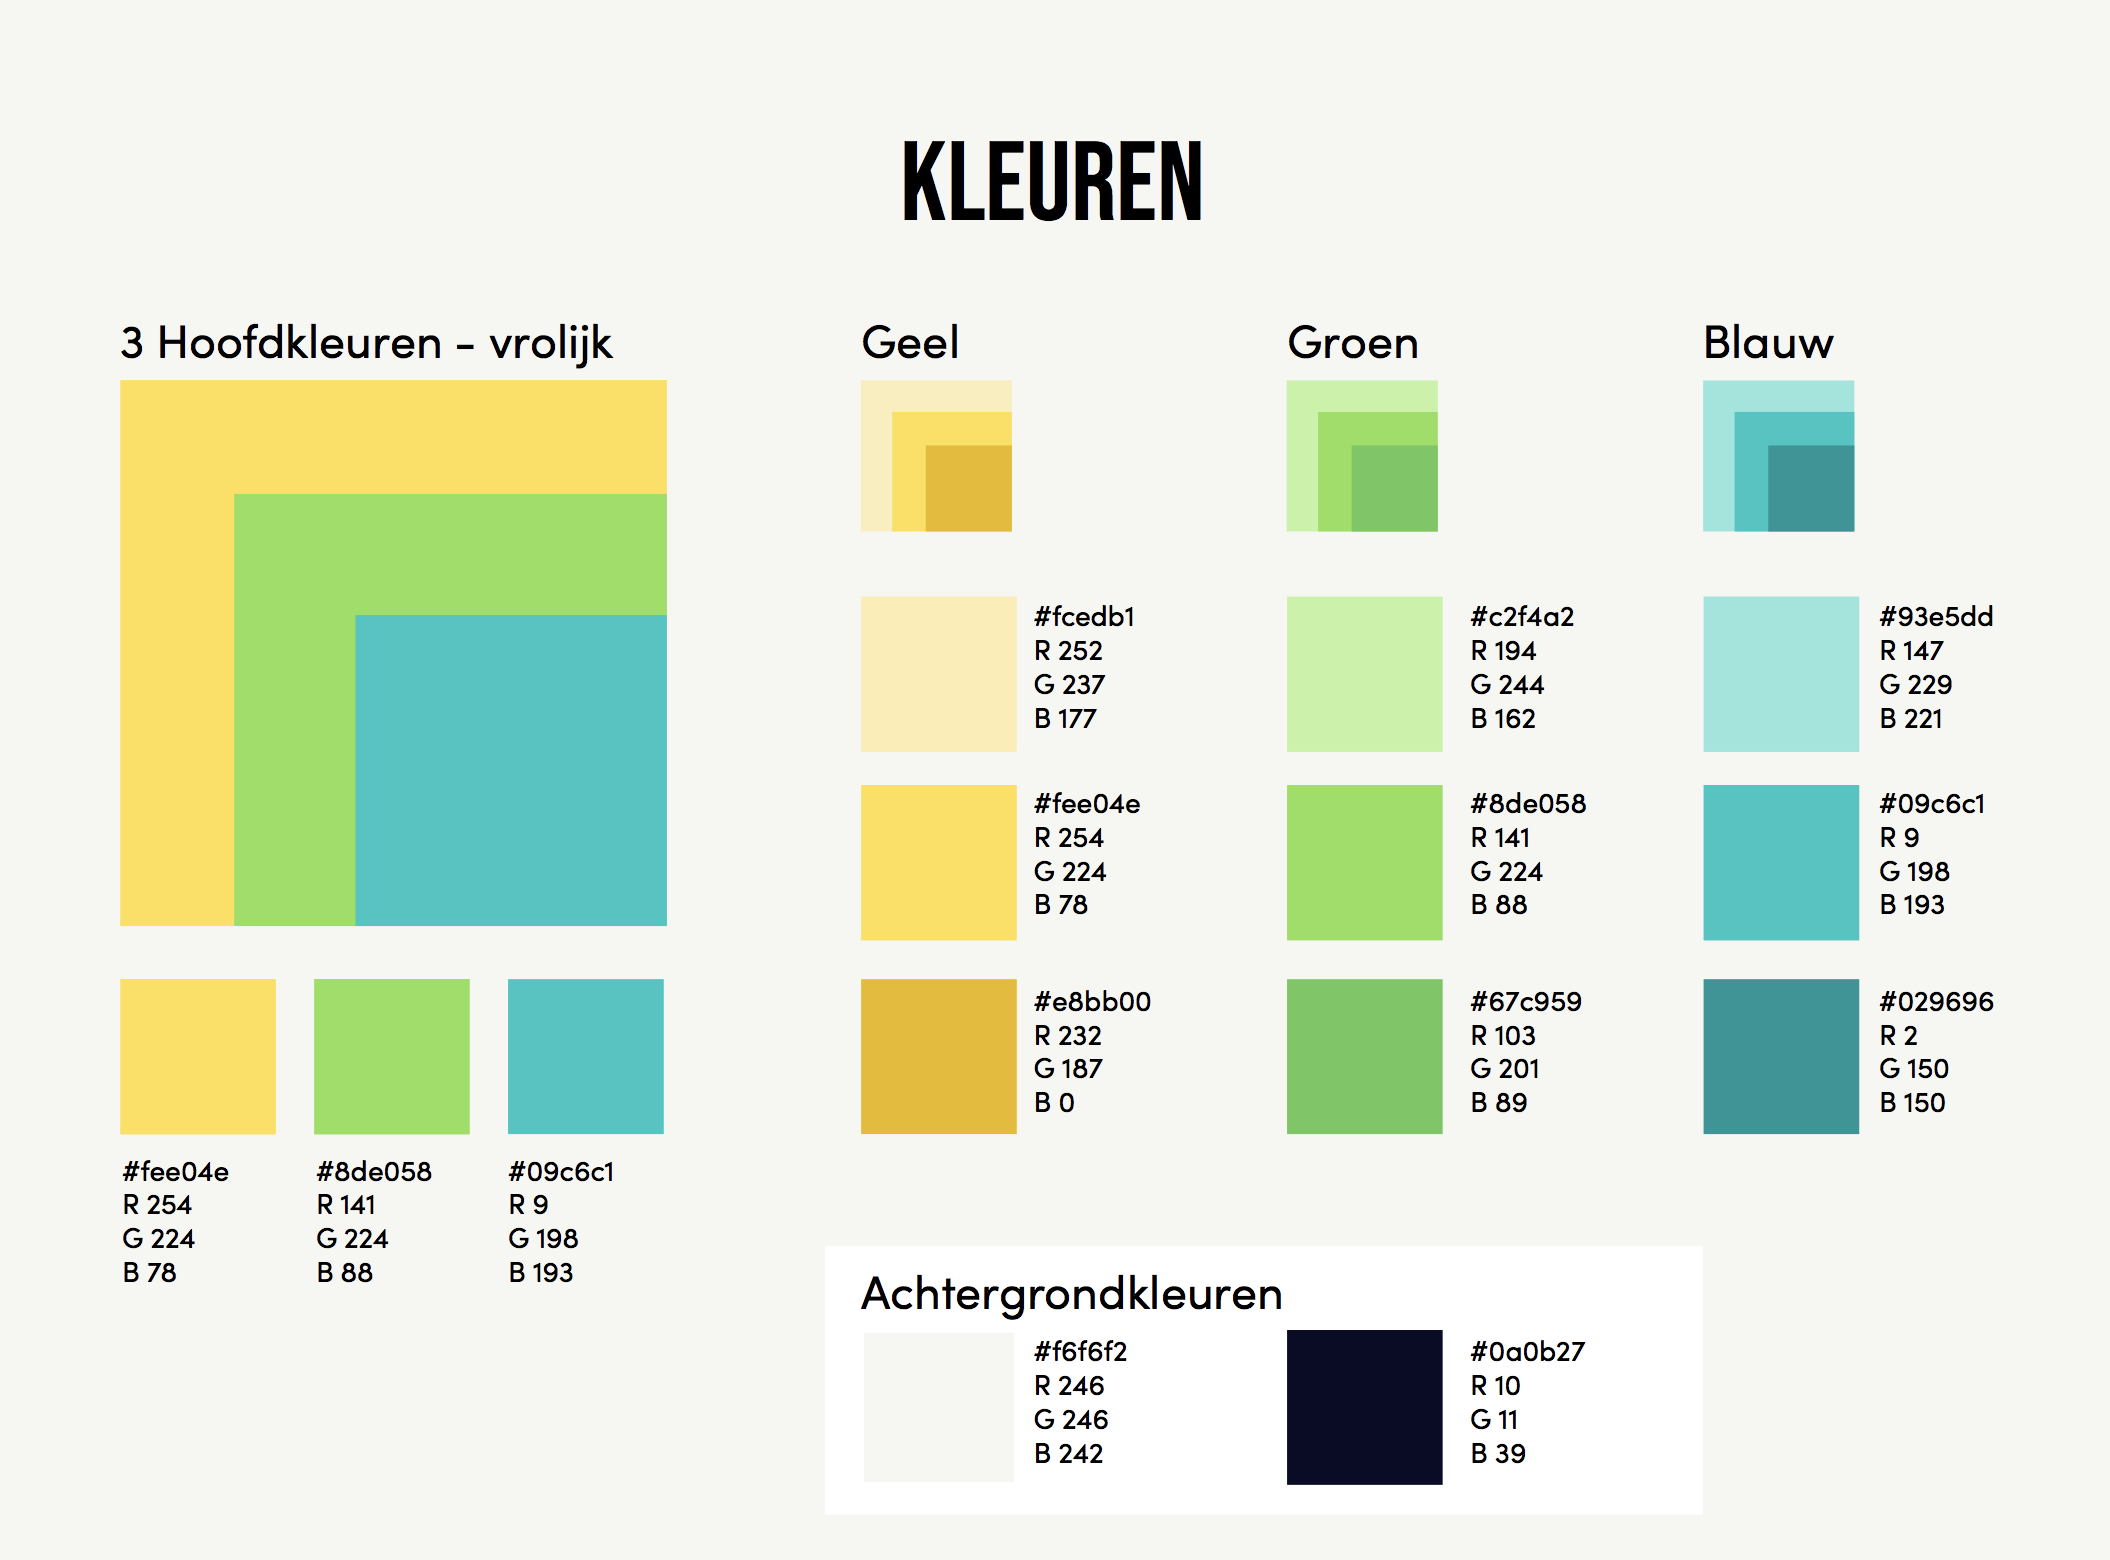 KLEUREN
3 Hoofdkleuren - vrolijk
#fee04e
R 254
G 224
B 78
#8de058
R 141
G 224
B 88
#09c6c1
R 9
G 198
B 193
Geel
#fcedb1
R 252
G 237
B 177
#fee04e
R 254
G 224
B 78
#e8bb00
R 232
G 187
B 0
Groen
#c2f4a2
R 194
G 244
B 162
#8de058
R 141
G 224
B 88
#67c959
R 103
G 201
B 89
Blauw
#93e5dd
R 147
G 229
B 221
#09c6c1
R 9
G 198
B 193
#029696
R 2
G 150
B 150
Achtergrondkleuren
#f6f6f2
R 246
G 246
B 242
#0a0b27
R 10
G 11
B 39